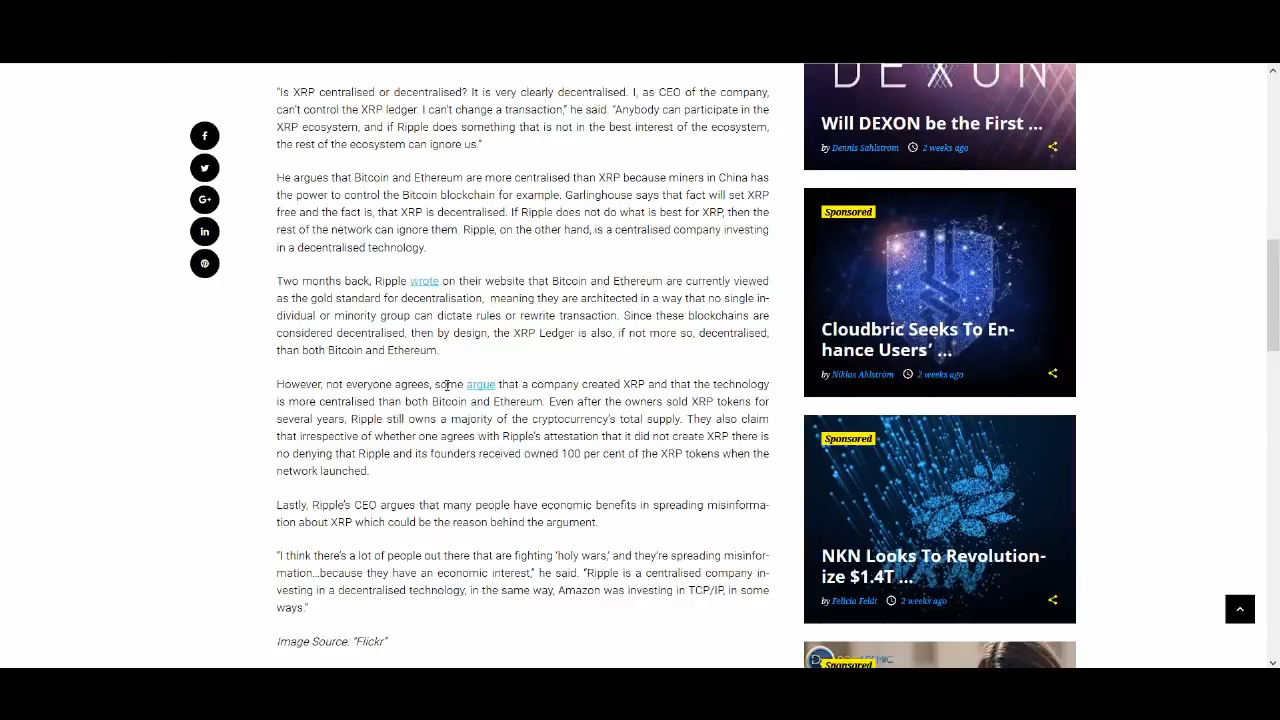 "Is XRP centralised or decentralised? It is very clearly decentralised. I, as CEO of the company,
can't control the XRP ledger. I can't change a transaction," he said. "Anybody can participate in the
XRP ecosystem, and if Ripple does something that is not in the best interest of the ecosystem,
the rest of the ecosystem can ignore us."
He argues that Bitcoin and Ethereum are more centralised than XRP because miners in China has
the power to control the Bitcoin blockchain for example. Garlinghouse says that fact will set XRP
free and the fact is, that XRP is decentralised. If Ripple does not do what is best for XRP, then the
rest of the network can ignore them. Ripple, on the other hand, is a centralised company investing
in a decentralised technology.
Two months back, Ripple wrote on their website that Bitcoin and Ethereum are currently viewed
as the gold standard for decentralisation, meaning they are architected in a way that no single in-
dividual or minority group can dictate rules or rewrite transaction. Since these blockchains are
considered decentralised, then by design, the XRP Ledger is also, if not more so, decentralised,
than both Bitcoin and Ethereum.
However, not everyone agrees, some argue that a company created XRP and that the technology
is more centralised than both Bitcoin and Ethereum. Even after the owners sold XRP tokens for
several years, Ripple still owns a majority of the cryptocurrency's total supply. They also claim
that irrespective of whether one agrees with Ripple's attestation that it did not create XRP there is
no denying that Ripple and its founders received owned 100 per cent of the XRP tokens when the
network launched.
Lastly, Ripple's CEO argues that many people have economic benefits in spreading misinforma-
tion about XRP which could be the reason behind the argument.
"I think there's a lot of people out there that are fighting 'holy wars,' and they're spreading misinfor-
mation...because they have an economic interest," he said. "Ripple is a centralised company in-
vesting in a decentralised technology, in the same way, Amazon was investing in TCP/IP, in some
ways."
Image Source: "Flickr"
DEXON
Will DEXON be the First ...
by Dennis Sahlstrom 2 weeks ago
Sponsored
Cloudbric Seeks To En-
hance Users' ...
by Niklas Ahlström 2 weeks ago
Sponsored
NKN Looks To Revolution-
ize $1.4T ...
by Felicia Feldt 2 weeks ago
Sponsored